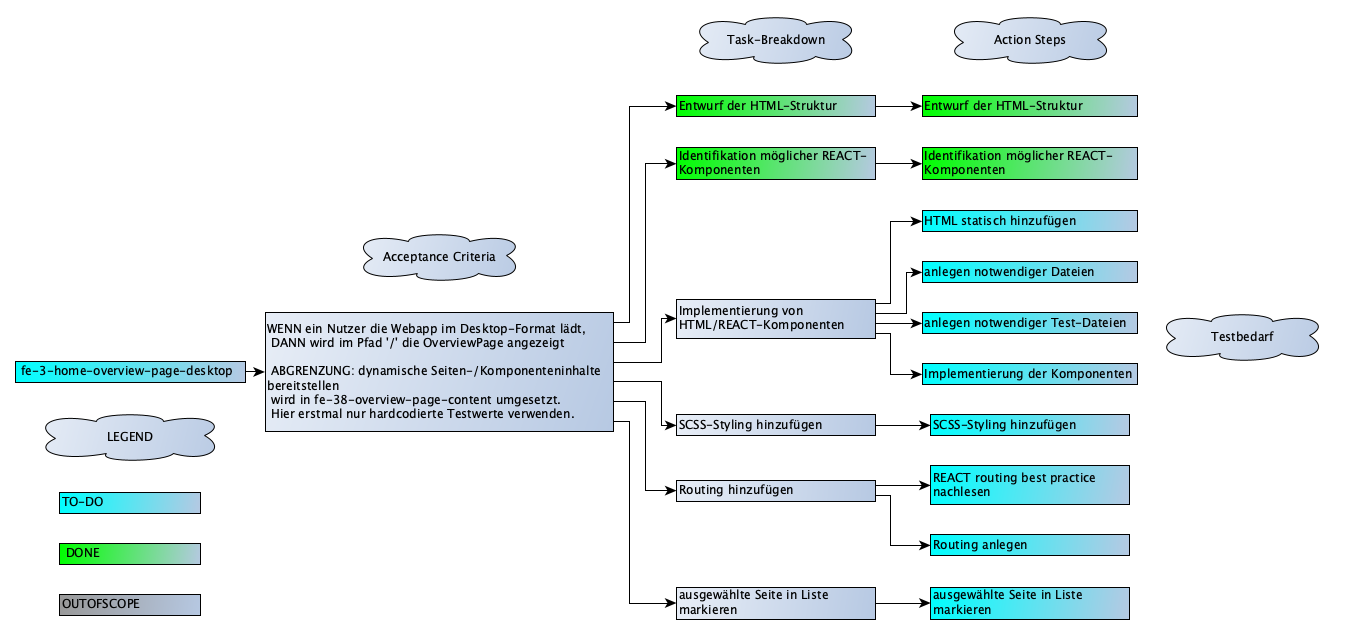 Task-Breakdown
Action Steps
Entwurf der HTML-Struktur
Entwurf der HTML-Struktur
Identifikation möglicher REACT-
Komponenten
Identifikation möglicher REACT-
Komponenten
HTML statisch hinzufügen
Acceptance Criteria
anlegen notwendiger Dateien
Implementierung von
HTML/REACT-Komponenten
anlegen notwendiger Test-Dateien
Testbedarf
WENN ein Nutzer die Webapp im Desktop-Format lädt,
DANN wird im Pfad '/' die OverviewPage angezeigt
ABGRENZUNG: dynamische Seiten-/Komponenteninhalte
bereitstellen
wird in fe-38-overview-page-content umgesetzt.
Hier erstmal nur hardcodierte Testwerte verwenden.
fe-3-home-overview-page-desktop
Implementierung der Komponenten
SCSS-Styling hinzufügen
SCSS-Styling hinzufügen
LEGEND
Routing hinzufügen
REACT routing best practice
nachlesen
TO-DO
Routing anlegen
DONE
ausgewählte Seite in Liste
markieren
ausgewählte Seite in Liste
markieren
OUTOFSCOPE